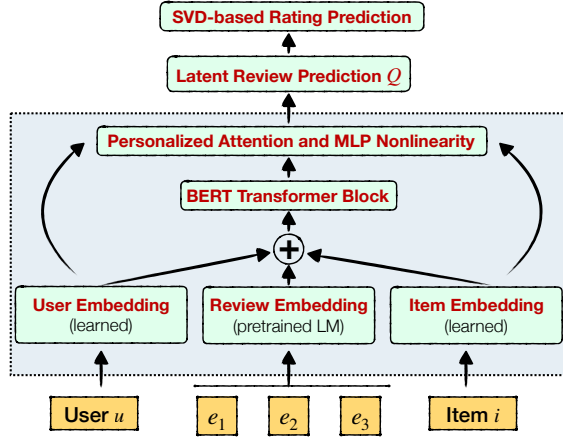 SVD-based Rating Prediction
Latent Review Prediction Q
Personalized Attention and MLP Nonlinearity
BERT Transformer Block
+
User Embedding
(learned)
Review Embedding
(pretrained LM)
Item Embedding
(learned)
User u
e1
e2
e3
Item i